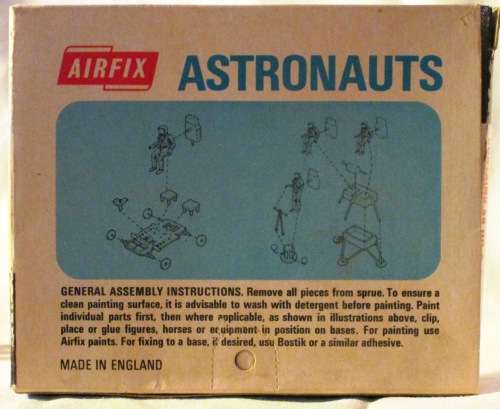 AIRFIX ASTRONAUTS
GENERAL ASSEMBLY INSTRUCTIONS. Remove all pieces from sprue. To ensure a
clean painting surface, it is advisable to wash with detergent before painting. Paint
individual parts first, then where applicable, as shown in illustrations above, clip,
place or glue figures, horses or equipment in position on bases. For painting use
Airfix paints. For fixing to a base, if desired, use Bostik or a similar adhesive.
MADE IN ENGLAND